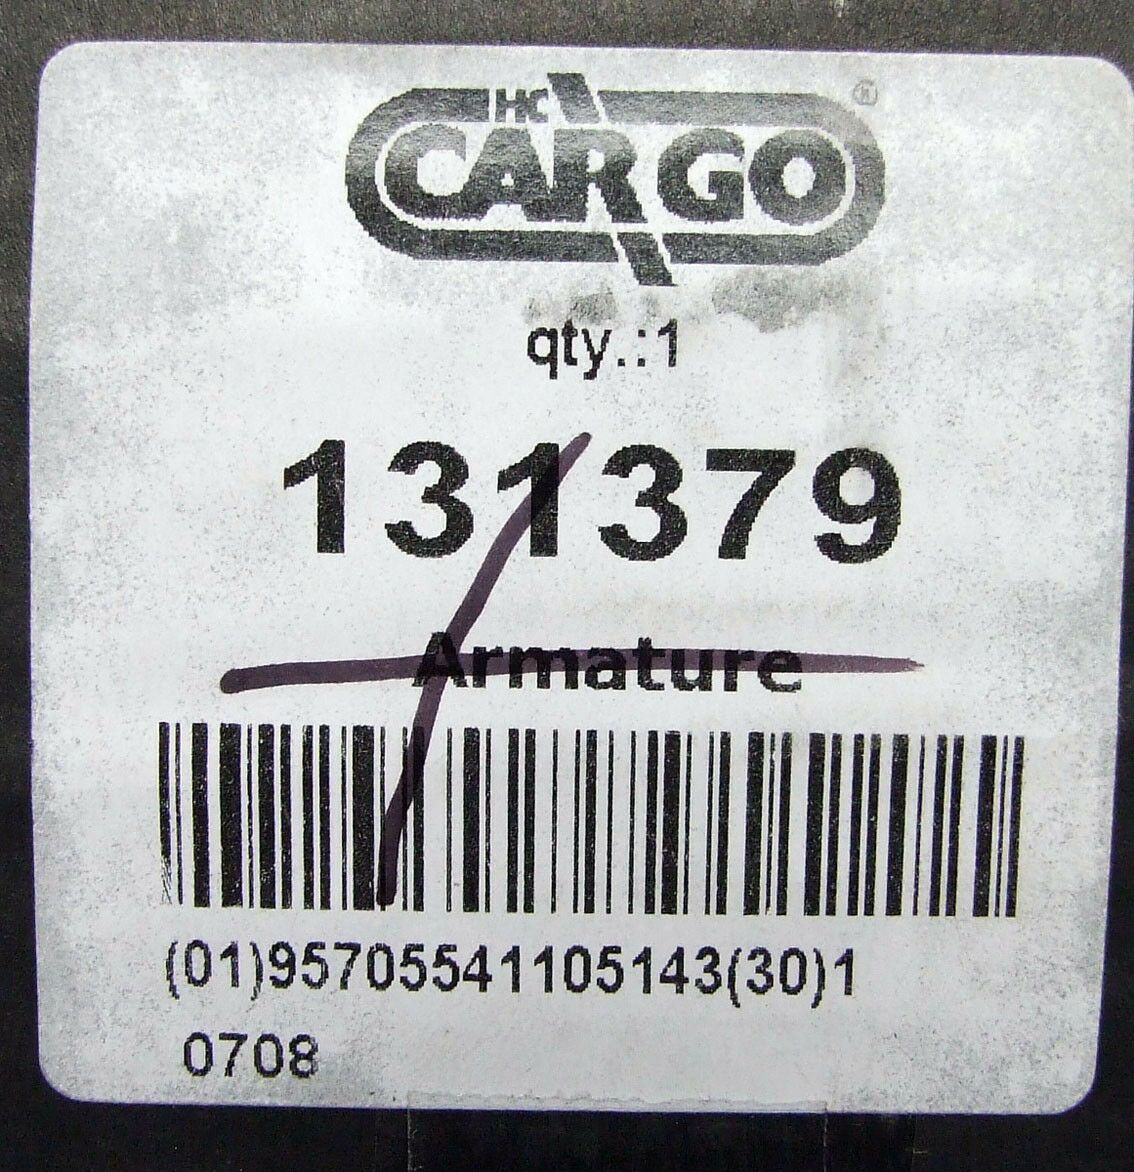 HC
CARGO®
qty.:1
131379
Armature
(01)95705541105143(30)1
0708